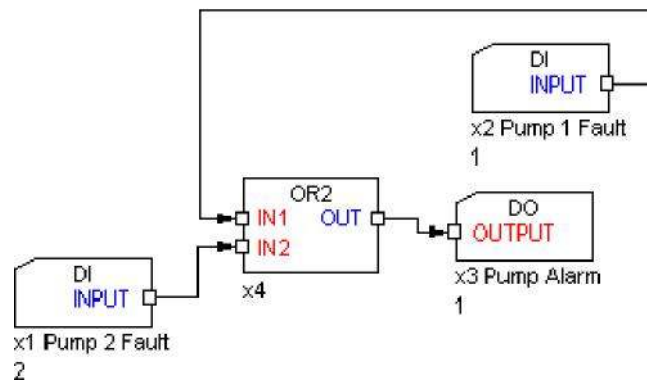 DI
INPUT
x2 Pump 1 Fault
1
OR2
IN1 OUT
IN2
x4
DO
OUTPUT
x3 Pump Alarm
1
DI
INPUT
x1 Pump 2 Fault
2